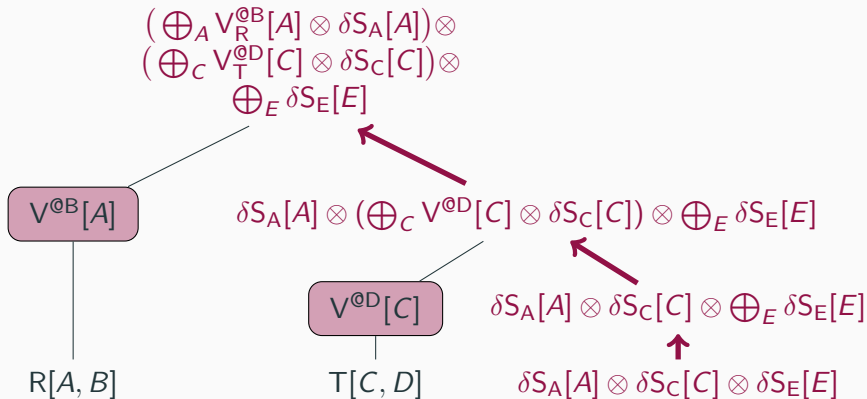 (⨁_A V_R^{@B}[A] ⊗ δS_A[A]) ⊗
(⨁_C V_T^{@D}[C] ⊗ δS_C[C]) ⊗
⨁_E δS_E[E]
V^{@B}[A]
δS_A[A] ⊗ (⨁_C V^{@D}[C] ⊗ δS_C[C]) ⊗ ⨁_E δS_E[E]
V^{@D}[C]
δS_A[A] ⊗ δS_C[C] ⊗ ⨁_E δS_E[E]
R[A, B]
T[C, D]
δS_A[A] ⊗ δS_C[C] ⊗ δS_E[E]